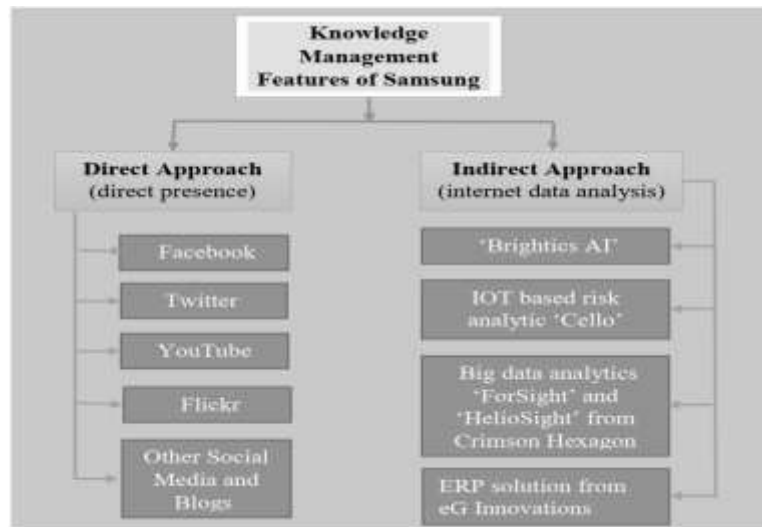 Knowledge
Management
Features of Samsung
Direct Approach
(direct presence)
Facebook
Twitter
YouTube
Flickr
Other Social
Media and
Blogs
Indirect Approach
(internet data analysis)
‘Brightics AI’
IOT based risk
analytic ‘Cello’
Big data analytics
‘ForSight’ and
‘HelioSight’ from
Crimson Hexagon
ERP solution from
eG Innovations